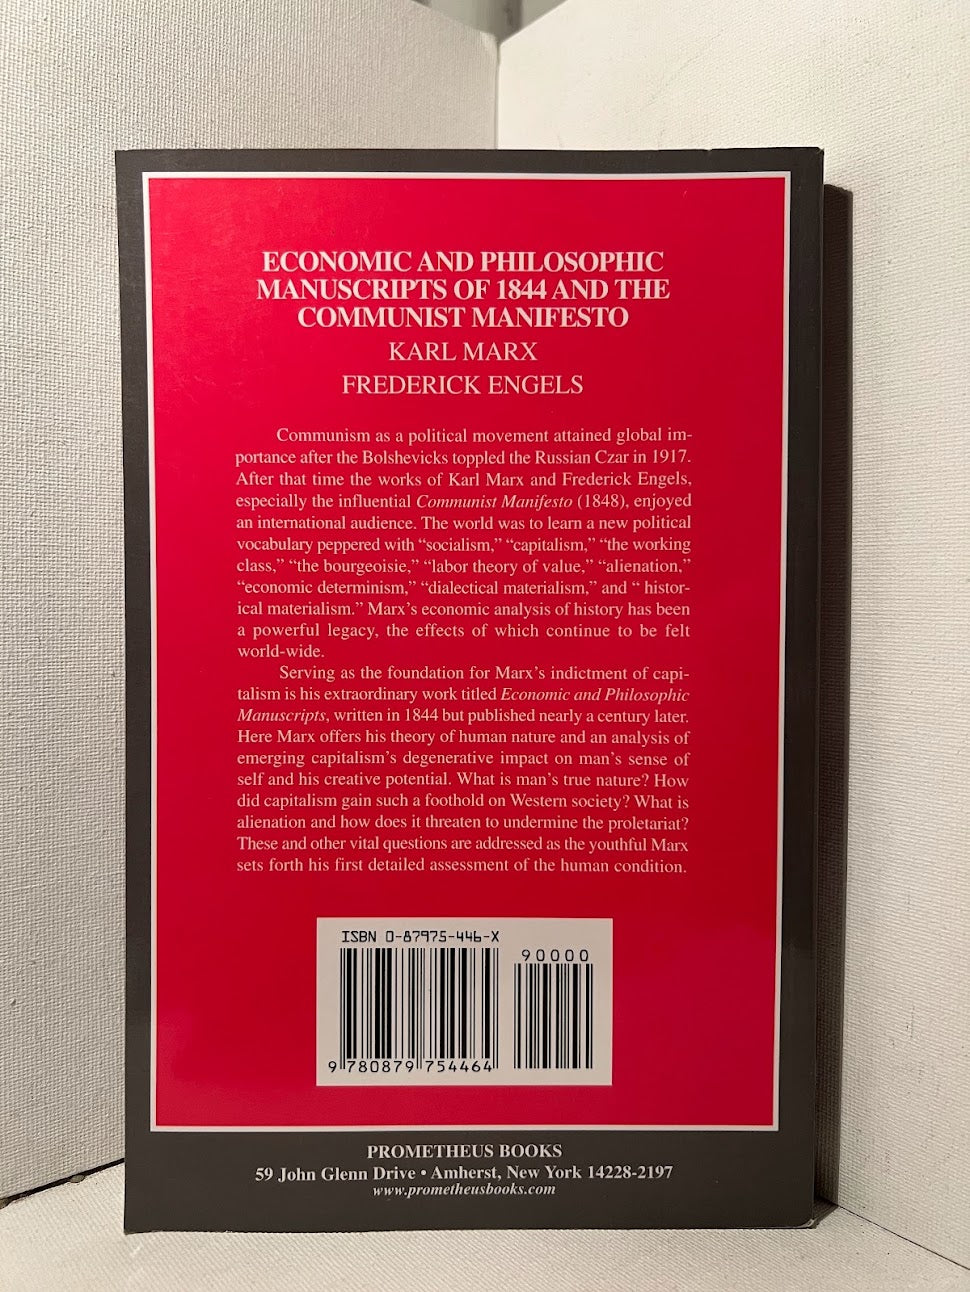 ECONOMIC AND PHILOSOPHIC
MANUSCRIPTS OF 1844 AND THE
COMMUNIST MANIFESTO
KARL MARX
FREDERICK ENGELS
Communism as a political movement attained global im-
portance after the Bolshevicks toppled the Russian Czar in 1917.
After that time the works of Karl Marx and Frederick Engels,
especially the influential Communist Manifesto (1848), enjoyed
an international audience. The world was to learn a new political
vocabulary peppered with “socialism,” “capitalism,” “the working
class,” “the bourgeoisie,” “labor theory of value,” “alienation,”
“economic determinism,” “dialectical materialism,” and “ histor-
ical materialism.” Marx’s economic analysis of history has been
a powerful legacy, the effects of which continue to be felt
world-wide.
Serving as the foundation for Marx’s indictment of capi-
talism is his extraordinary work titled Economic and Philosophic
Manuscripts, written in 1844 but published nearly a century later.
Here Marx offers his theory of human nature and an analysis of
emerging capitalism’s degenerative impact on man’s sense of
self and his creative potential. What is man’s true nature? How
did capitalism gain such a foothold on Western society? What is
alienation and how does it threaten to undermine the proletariat?
These and other vital questions are addressed as the youthful Marx
sets forth his first detailed assessment of the human condition.
ISBN 0-87975-446-X
90000
9 780879 754464
PROMETHEUS BOOKS
59 John Glenn Drive • Amherst, New York 14228-2197
www.prometheusbooks.com